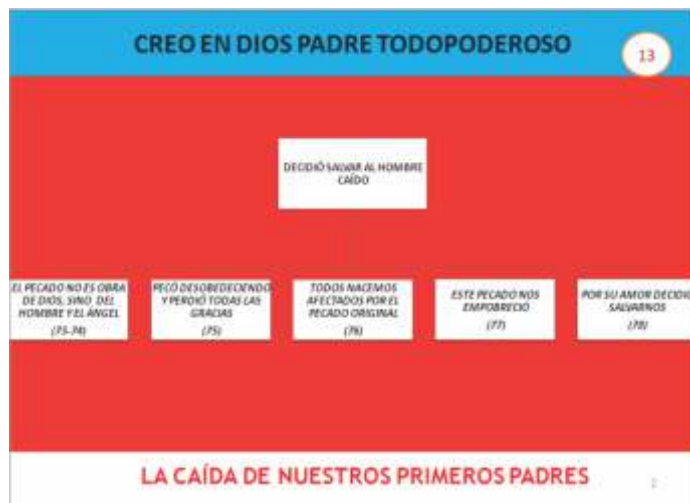 CREO EN DIOS PADRE TODOPODEROSO
13
DECIDIÓ SALVAR AL HOMBRE
CAÍDO
EL PECADO NO ES OBRA
DE DIOS, SINO DEL
HOMBRE Y EL ÁNGEL
(73-74)
PECÓ DESOBEDECIENDO
Y PERDIÓ TODAS LAS
GRACIAS
(75)
TODOS NACEMOS
AFECTADOS POR EL
PECADO ORIGINAL
(76)
ESTE PECADO NOS
EMPOBRECIÓ
(77)
POR SU AMOR DECIDIÓ
SALVARNOS
(78)
LA CAÍDA DE NUESTROS PRIMEROS PADRES